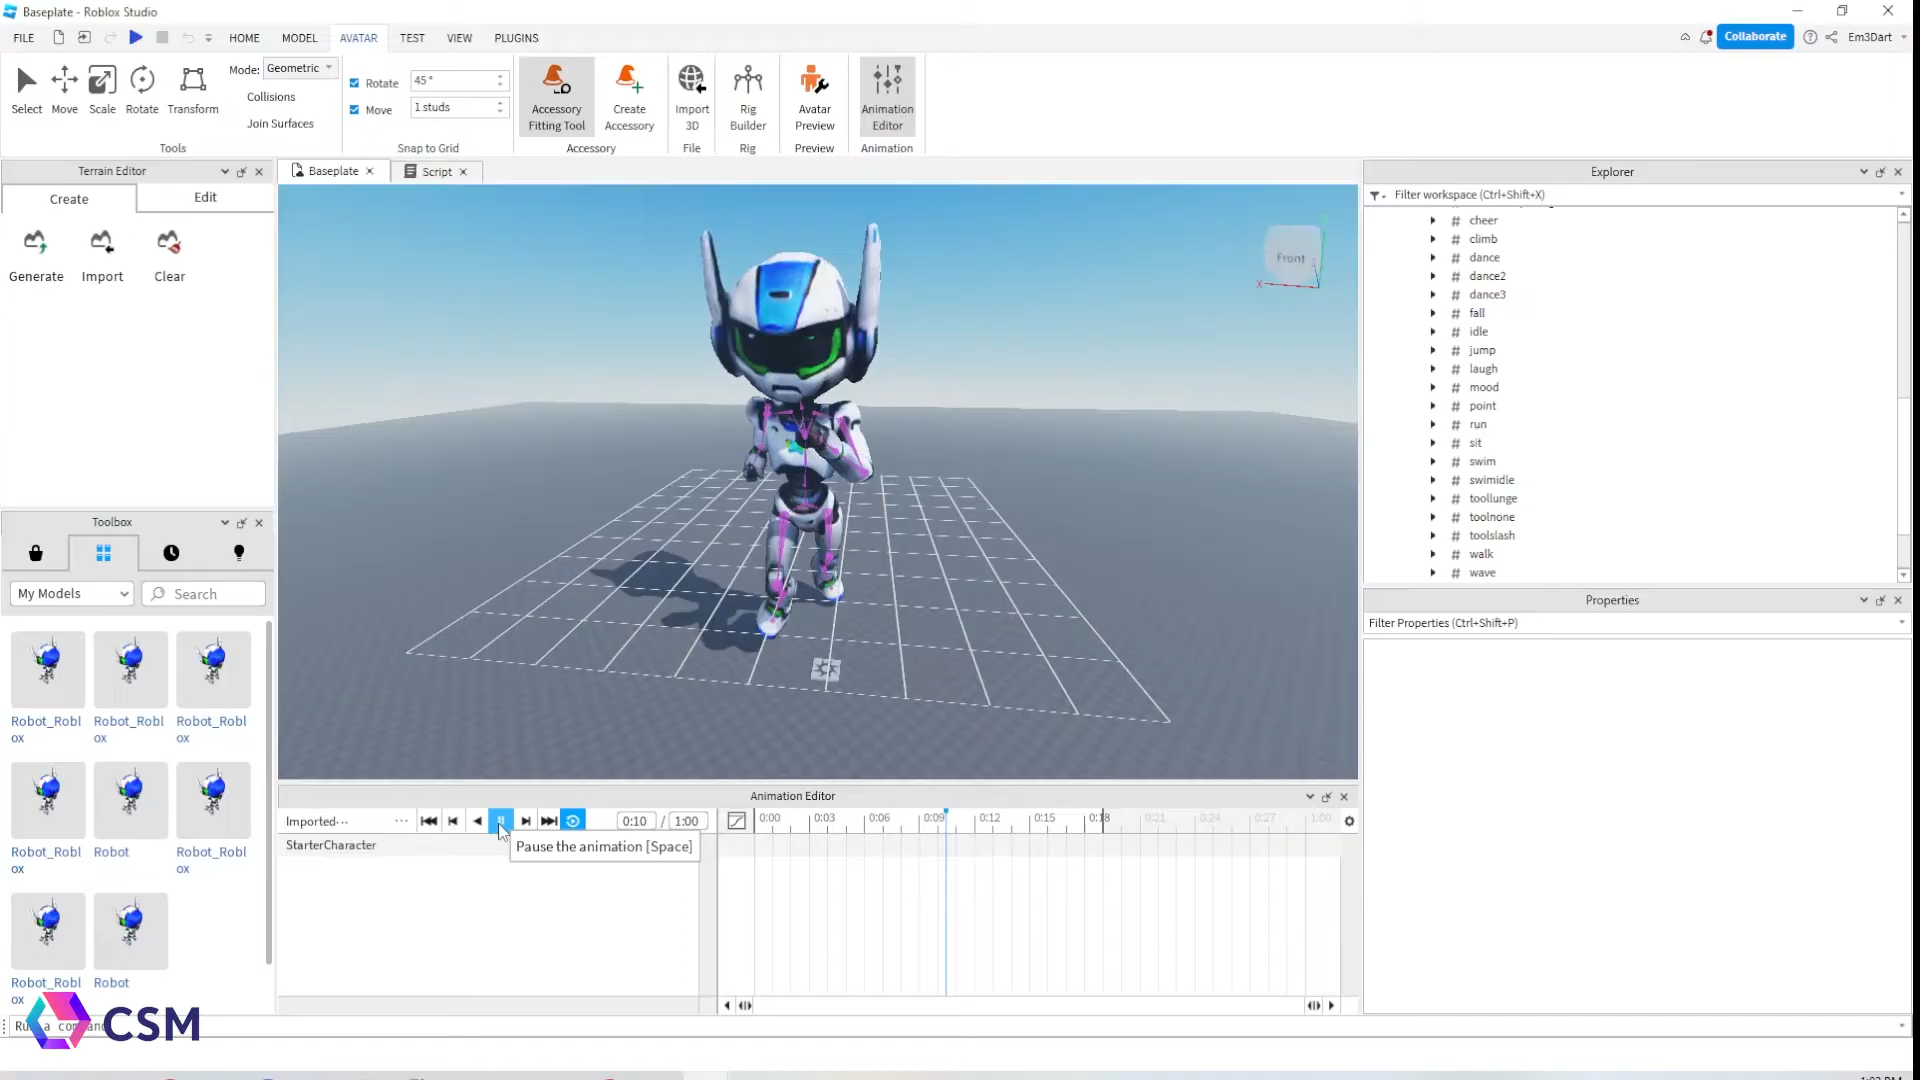 Baseplate - Roblox Studio
FILE HOME MODEL AVATAR TEST VIEW PLUGINS Collaborate Em3Dart
Select Move Scale Rotate Transform
Mode: Geometric
Collisions
Join Surfaces
Tools
Rotate 45 °
Move 1 studs
Snap to Grid
Accessory Fitting Tool
Create Accessory
Accessory
Import 3D
File
Rig Builder
Rig
Avatar Preview
Preview
Animation Editor
Animation
Terrain Editor
Create Edit
Generate Import Clear
Baseplate Script
Front
X
Explorer
Filter workspace (Ctrl+Shift+X)
cheer
climb
dance
dance2
dance3
fall
idle
jump
laugh
mood
point
run
sit
swim
swimidle
toollunge
toolnone
toolslash
walk
wave
Properties
Filter Properties (Ctrl+Shift+P)
Toolbox
My Models Search
Robot_Robl
ox
Robot_Robl
ox
Robot_Robl
ox
Robot_Robl
ox
Robot
Robot_Robl
ox
Robot_Robl
ox
Robot
Animation Editor
Imported··· ··· 0:10 / 1:00
0:00 0:03 0:06 0:09 0:12 0:15 0:18 0:21 0:24 0:27 1:00
StarterCharacter
Pause the animation [Space]
CSM